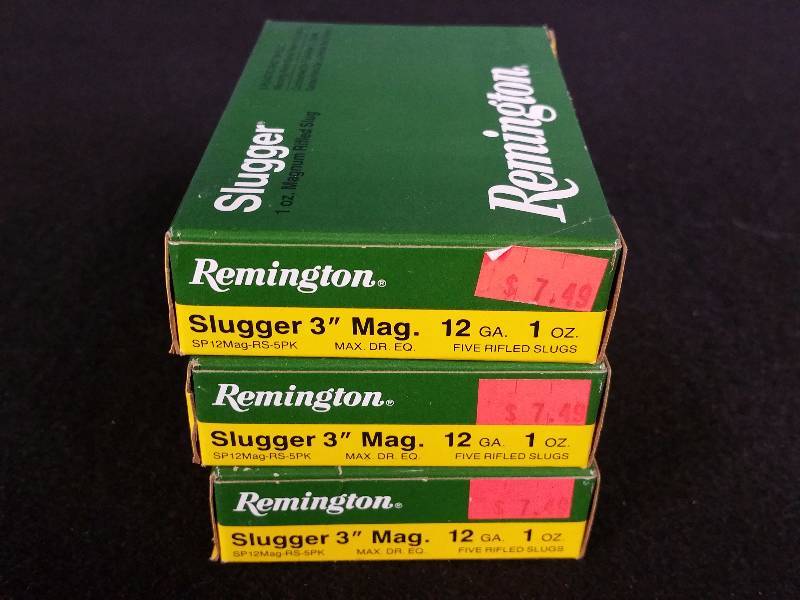 Slugger®
1 oz. Magnum Rifled Slug
Remington®
Remington®
$ 7.49
Slugger 3" Mag. 12 GA. 1 OZ.
SP12Mag-RS-5PK MAX. DR. EQ. FIVE RIFLED SLUGS
Remington®
$ 7.49
Slugger 3" Mag. 12 GA. 1 OZ.
SP12Mag-RS-5PK MAX. DR. EQ. FIVE RIFLED SLUGS
Remington®
$ 7.49
Slugger 3" Mag. 12 GA. 1 OZ.
SP12Mag-RS-5PK MAX. DR. EQ. FIVE RIFLED SLUGS